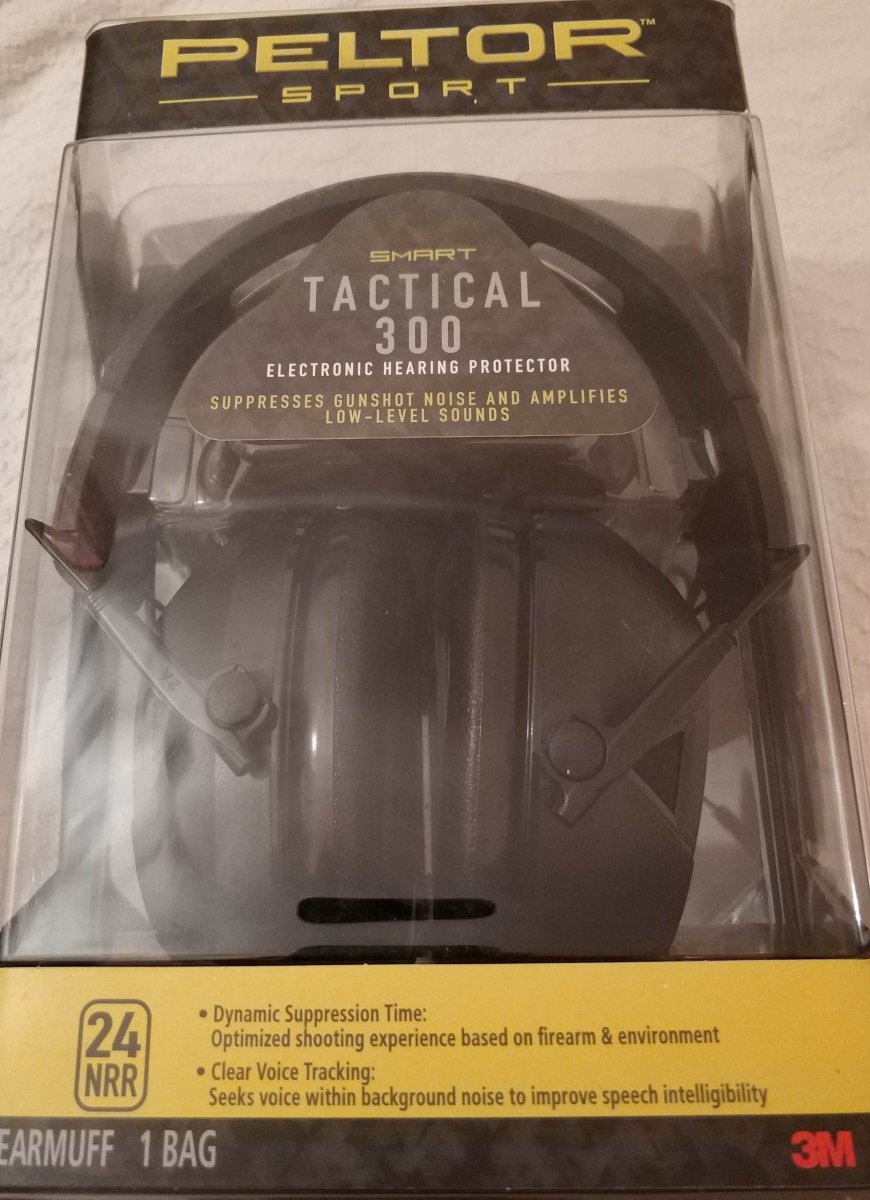 PELTOR™
SPORT
SMART
TACTICAL
300
ELECTRONIC HEARING PROTECTOR
SUPPRESSES GUNSHOT NOISE AND AMPLIFIES
LOW-LEVEL SOUNDS
24
NRR
• Dynamic Suppression Time:
Optimized shooting experience based on firearm & environment
• Clear Voice Tracking:
Seeks voice within background noise to improve speech intelligibility
EARMUFF 1 BAG
3M